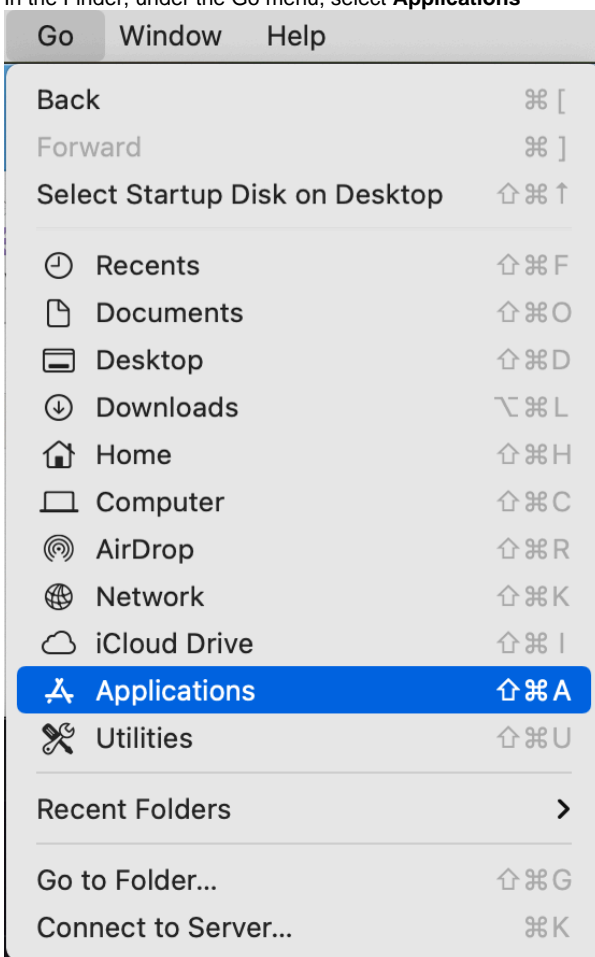 In the Finder, under the Go menu, select Applications
Go Window Help
Back ⌘ [
Forward ⌘ ]
Select Startup Disk on Desktop ⇧⌘↑
Recents ⇧⌘F
Documents ⇧⌘O
Desktop ⇧⌘D
Downloads ⌥⌘L
Home ⇧⌘H
Computer ⇧⌘C
AirDrop ⇧⌘R
Network ⇧⌘K
iCloud Drive ⇧⌘I
Applications ⇧⌘A
Utilities ⇧⌘U
Recent Folders >
Go to Folder... ⇧⌘G
Connect to Server... ⌘K